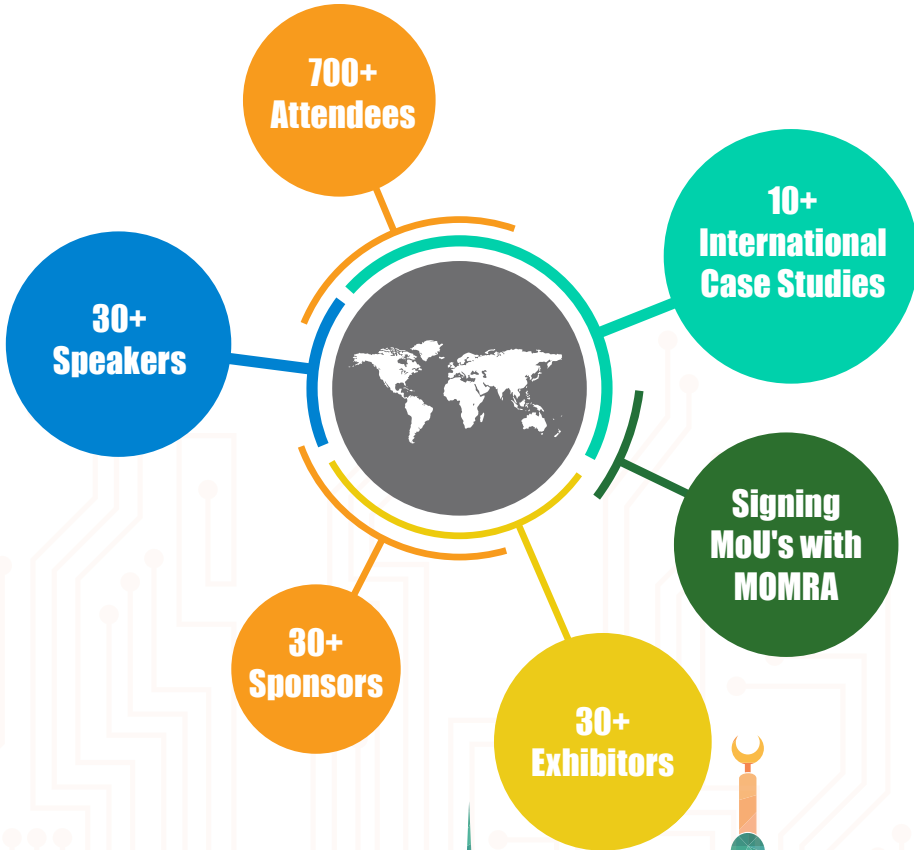 700+
Attendees
10+
International
Case Studies
30+
Speakers
Signing
MoU's with
MOMRA
30+
Sponsors
30+
Exhibitors